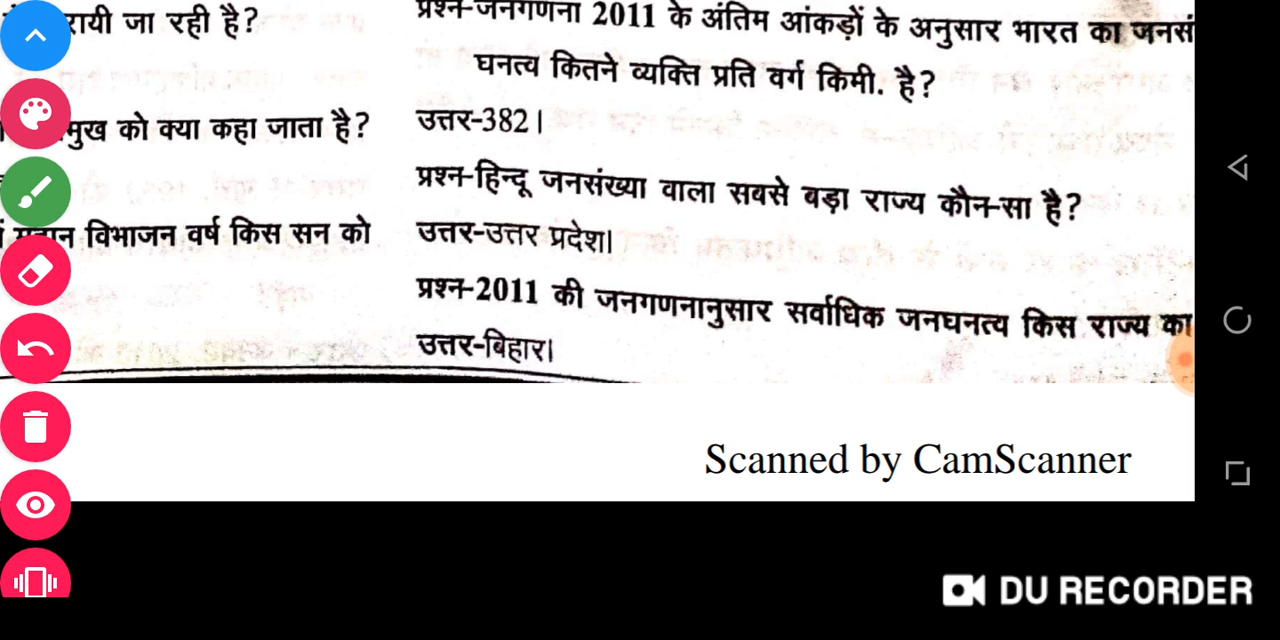 रायी जा रही है?
मुख को क्या कहा जाता है?
विभाजन वर्ष किस सन को
प्रश्न-जनगणना 2011 के अंतिम आंकड़ों के अनुसार भारत का जनसं
घनत्व कितने व्यक्ति प्रति वर्ग किमी. है?
उत्तर-382।
प्रश्न-हिन्दू जनसंख्या वाला सबसे बड़ा राज्य कौन-सा है?
उत्तर-उत्तर प्रदेश।
प्रश्न-2011 की जनगणनानुसार सर्वाधिक जनघनत्व किस राज्य का
उत्तर-बिहार।
Scanned by CamScanner
DU RECORDER